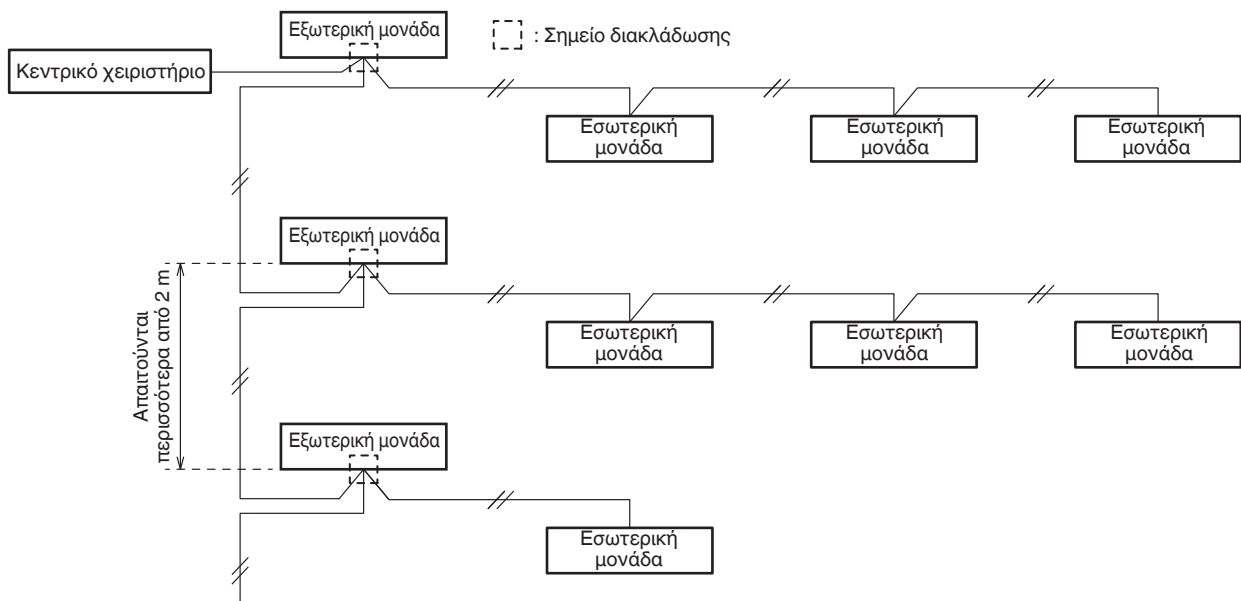 Εξωτερική μονάδα
: Σημείο διακλάδωσης
Κεντρικό χειριστήριο
Εσωτερική
μονάδα
Εσωτερική
μονάδα
Εσωτερική
μονάδα
Εξωτερική μονάδα
Απαιτούνται
περισσότερα από 2 m
Εσωτερική
μονάδα
Εσωτερική
μονάδα
Εσωτερική
μονάδα
Εξωτερική μονάδα
Εσωτερική
μονάδα